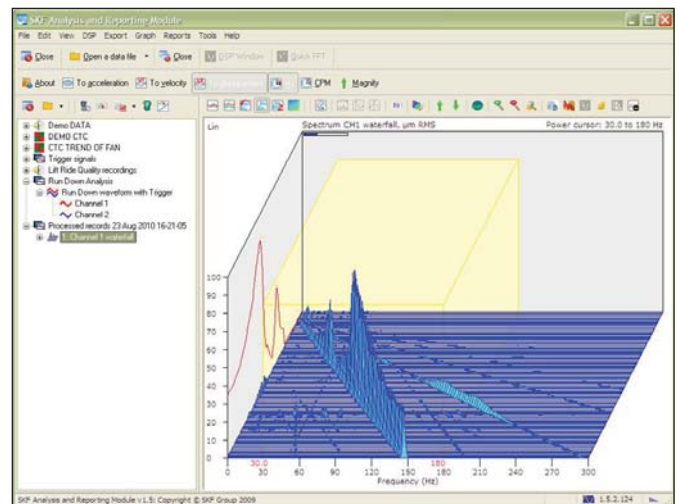 SKF Analysis and Reporting Module
File Edit View DSP Export Graph Reports Tools Help
Close Open a data file Close DSP Window Quick FFT
About To acceleration To velocity CPM Magnify
Demo DATA
DEMO CTC
CTC TREND OF FAN
Trigger signals
Lift Ride Quality recordings
Run Down Analysis
Run Down waveform with Trigger
Channel 1
Channel 2
Processed records 23 Aug 2010 16-21-05
1: Channel 1 waterfall
Lin Spectrum CH1 waterfall, µm RMS Power cursor: 30.0 to 180 Hz
100
90
80
70
60
50
40
30
20
10
0
0 30 60 90 120 150 180 210 240 270 300
30.0 180
Frequency (Hz)
SKF Analysis and Reporting Module v1.5: Copyright © SKF Group 2009 1.5.2.124